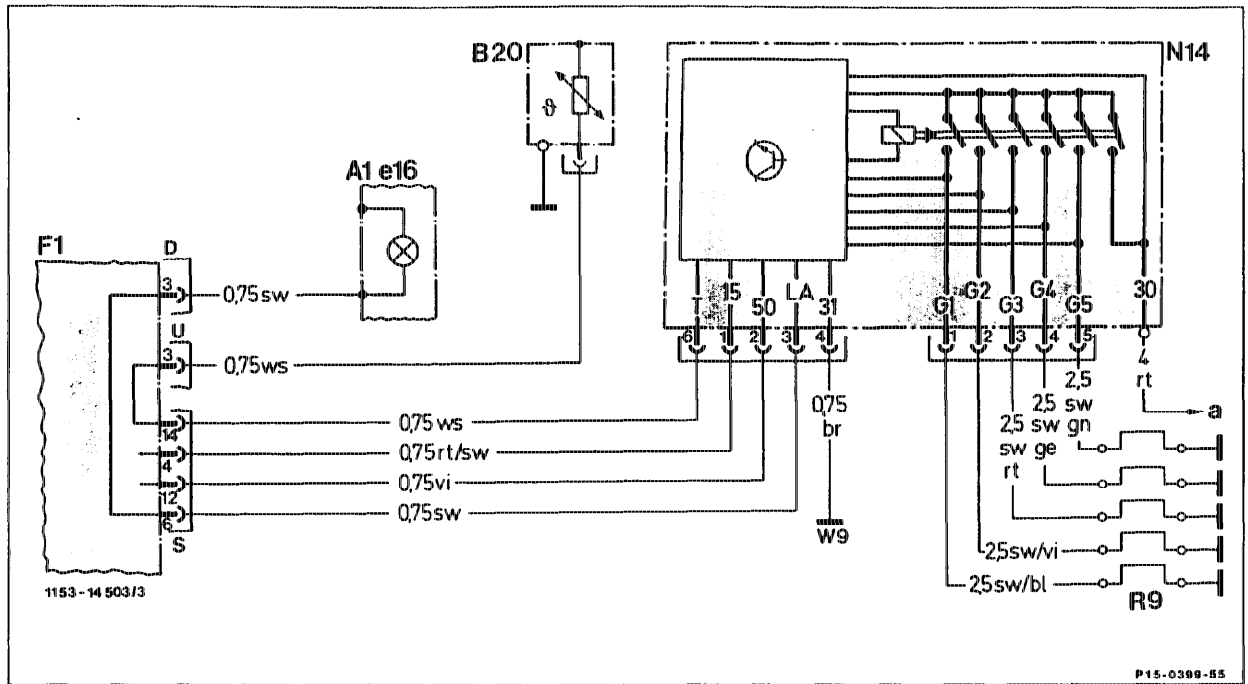 B20
N14
ϑ
A1 e16
F1
D
3
0,75 sw
U
3
0,75 ws
T
15
50
LA
31
G1
G2
G3
G4
G5
30
6
1
2
3
4
1
2
3
4
5
14
0,75 ws
4
0,75 rt/sw
12
0,75 vi
6
0,75 sw
S
0,75
br
W9
2,5
sw
rt
2,5
sw
ge
2,5
sw
gn
4
rt
a
2,5 sw/vi
2,5 sw/bl
R9
1153-14503/3
P15-0399-55